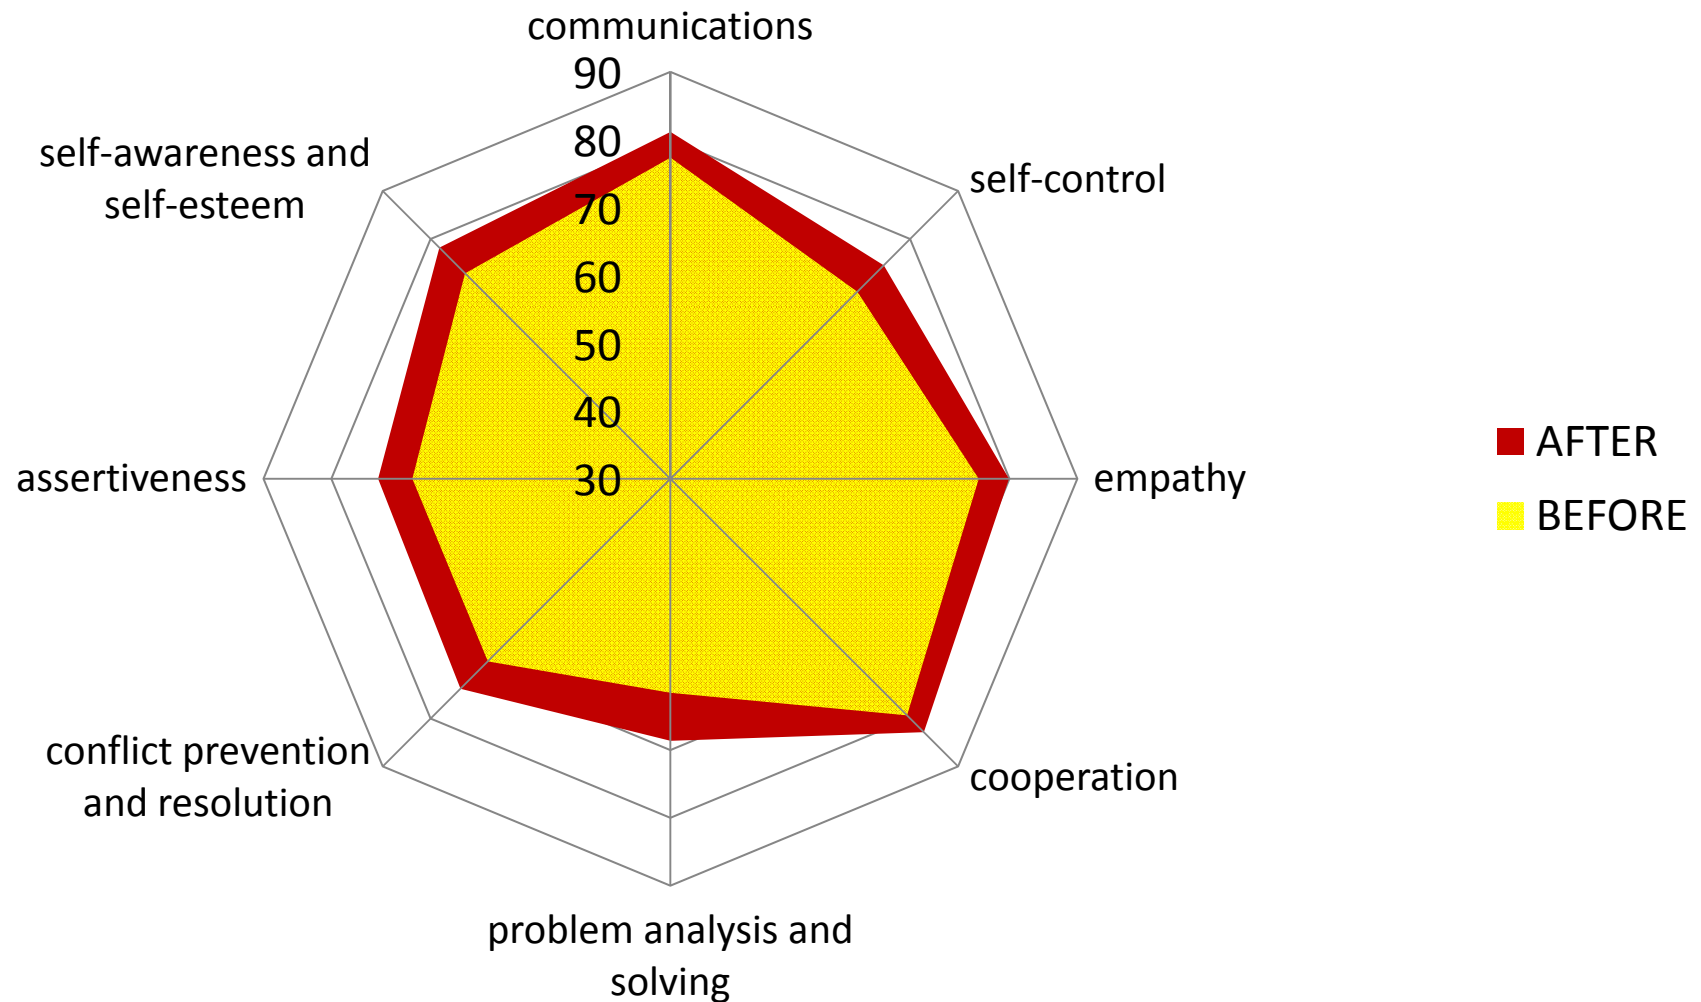 communications
90
80
70
60
50
40
30
self-awareness and
self-esteem
self-control
assertiveness
empathy
conflict prevention
and resolution
cooperation
problem analysis and
solving
AFTER
BEFORE